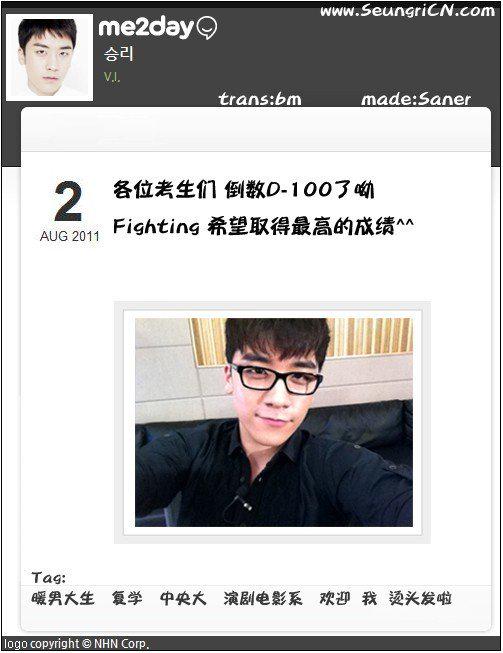 www.SeungriCN.com
me2day
승리
V.I.
trans:bm made:Saner
2
AUG 2011
各位考生们 倒数D-100了呦
Fighting 希望取得最高的成绩^^
Tag:
暖男大生 复学 中央大 演剧电影系 欢迎 我 烫头发啦
logo copyright © NHN Corp.